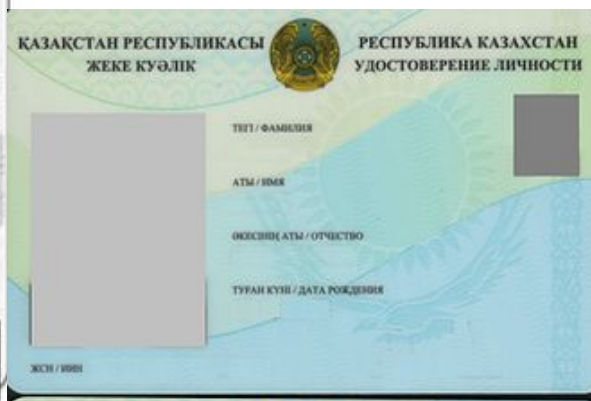 ҚАЗАҚСТАН РЕСПУБЛИКАСЫ
ЖЕКЕ КУӘЛІК
РЕСПУБЛИКА КАЗАХСТАН
УДОСТОВЕРЕНИЕ ЛИЧНОСТИ
ТЕГІ / ФАМИЛИЯ
АТЫ / ИМЯ
ӘКЕСІНІҢ АТЫ / ОТЧЕСТВО
ТУҒАН КҮНІ / ДАТА РОЖДЕНИЯ
ЖСН / ИИН